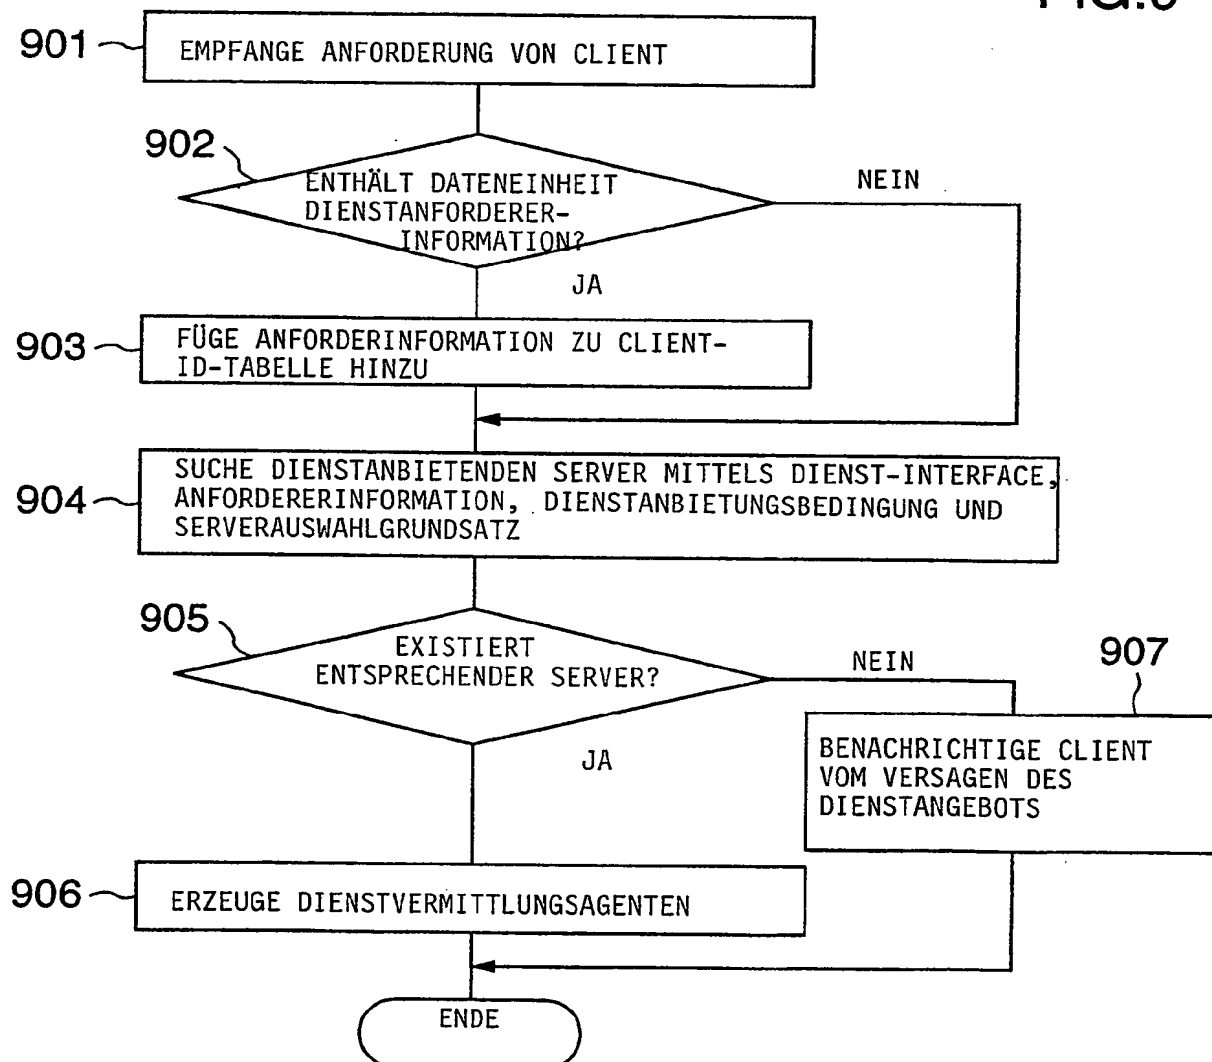 901
EMPFANGE ANFORDERUNG VON CLIENT
902
ENTHÄLT DATENEINHEIT
DIENSTANFORDERER-
INFORMATION?
NEIN
JA
903
FÜGE ANFORDERINFORMATION ZU CLIENT-
ID-TABELLE HINZU
904
SUCHE DIENSTANBIETENDEN SERVER MITTELS DIENST-INTERFACE,
ANFORDERERINFORMATION, DIENSTANBIETUNGSBEDINGUNG UND
SERVERAUSWAHLGRUNDSATZ
905
EXISTIERT
ENTSPRECHENDER SERVER?
NEIN
JA
907
BENACHRICHTIGE CLIENT
VOM VERSAGEN DES
DIENSTANGEBOTS
906
ERZEUGE DIENSTVERMITTLUNGSAGENTEN
ENDE